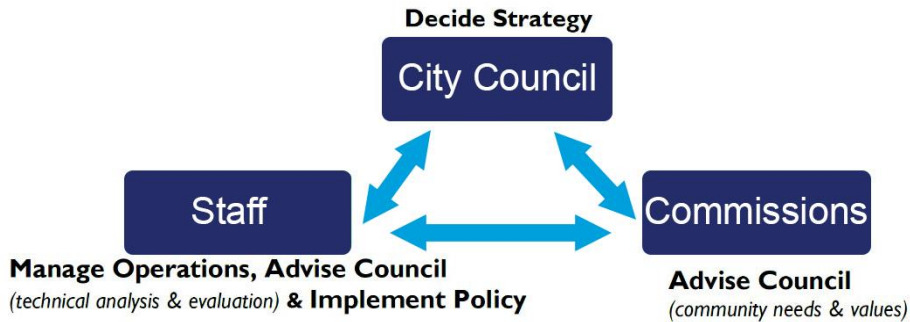 Decide Strategy
City Council
Staff
Commissions
Manage Operations, Advise Council
(technical analysis & evaluation) & Implement Policy
Advise Council
(community needs & values)